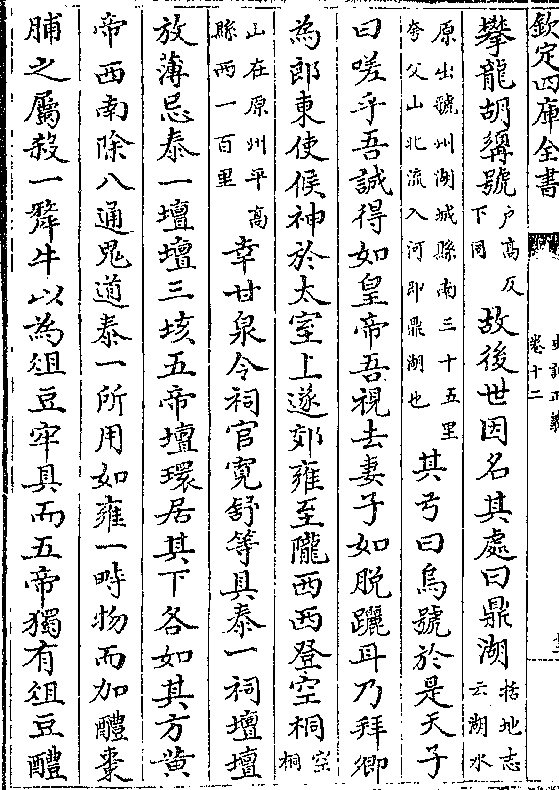 欽定四庫全書 史記正義 卷十二
攀龍胡號戶高反下同故後世因名其處曰鼎湖括地志云湖水
原出號州湖城縣南三十五里夸父山北流入河即鼎湖也其弓曰烏號於是天子
曰嗟乎吾誠得如皇帝吾視去妻子如脫躧耳乃拜卿
為郎東使候神於太室上遂郊雍至隴西西登空桐空桐
山在原州平高縣西一百里幸甘泉令祠官寬舒等具泰一祠壇壇
放薄忌泰一壇壇三垓五帝壇環居其下各如其方黃
帝西南除八通鬼道泰一所用如雍一畤物而加醴棗
脯之屬殺一犛牛以為俎豆牢具而五帝獨有俎豆醴